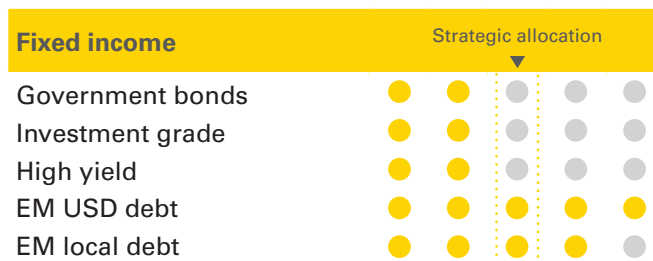 Fixed income
Strategic allocation
Government bonds
Investment grade
High yield
EM USD debt
EM local debt